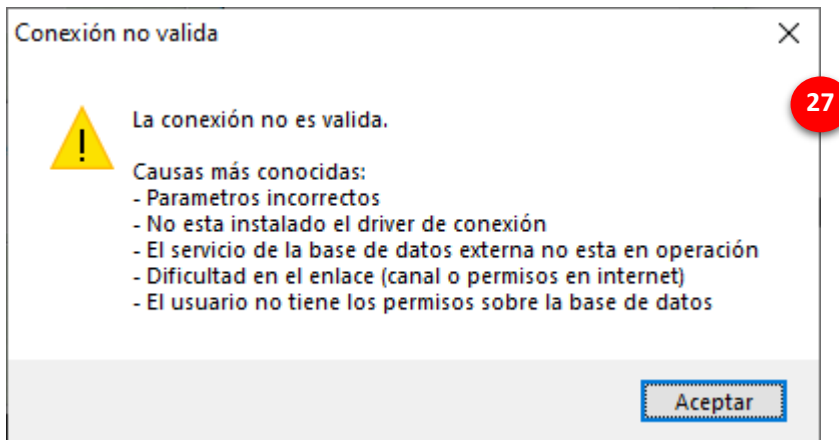 Conexión no valida
27
La conexión no es valida.
Causas más conocidas:
- Parametros incorrectos
- No esta instalado el driver de conexión
- El servicio de la base de datos externa no esta en operación
- Dificultad en el enlace (canal o permisos en internet)
- El usuario no tiene los permisos sobre la base de datos
Aceptar